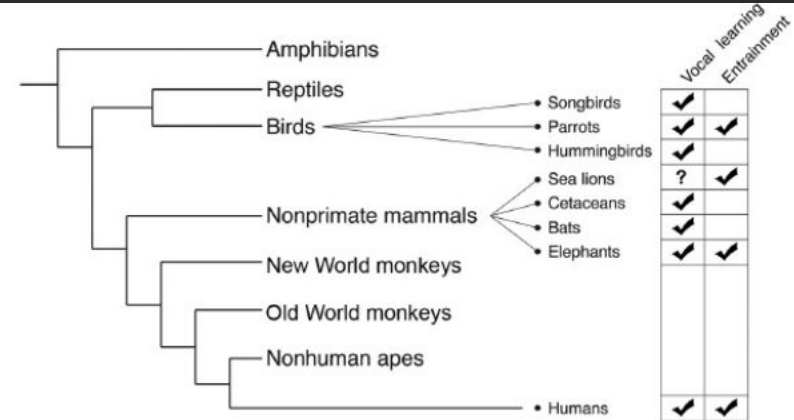 Vocal learning
Entrainment
Amphibians
Reptiles
Birds
Songbirds
Parrots
Hummingbirds
Sea lions
?
Nonprimate mammals
Cetaceans
Bats
Elephants
New World monkeys
Old World monkeys
Nonhuman apes
Humans